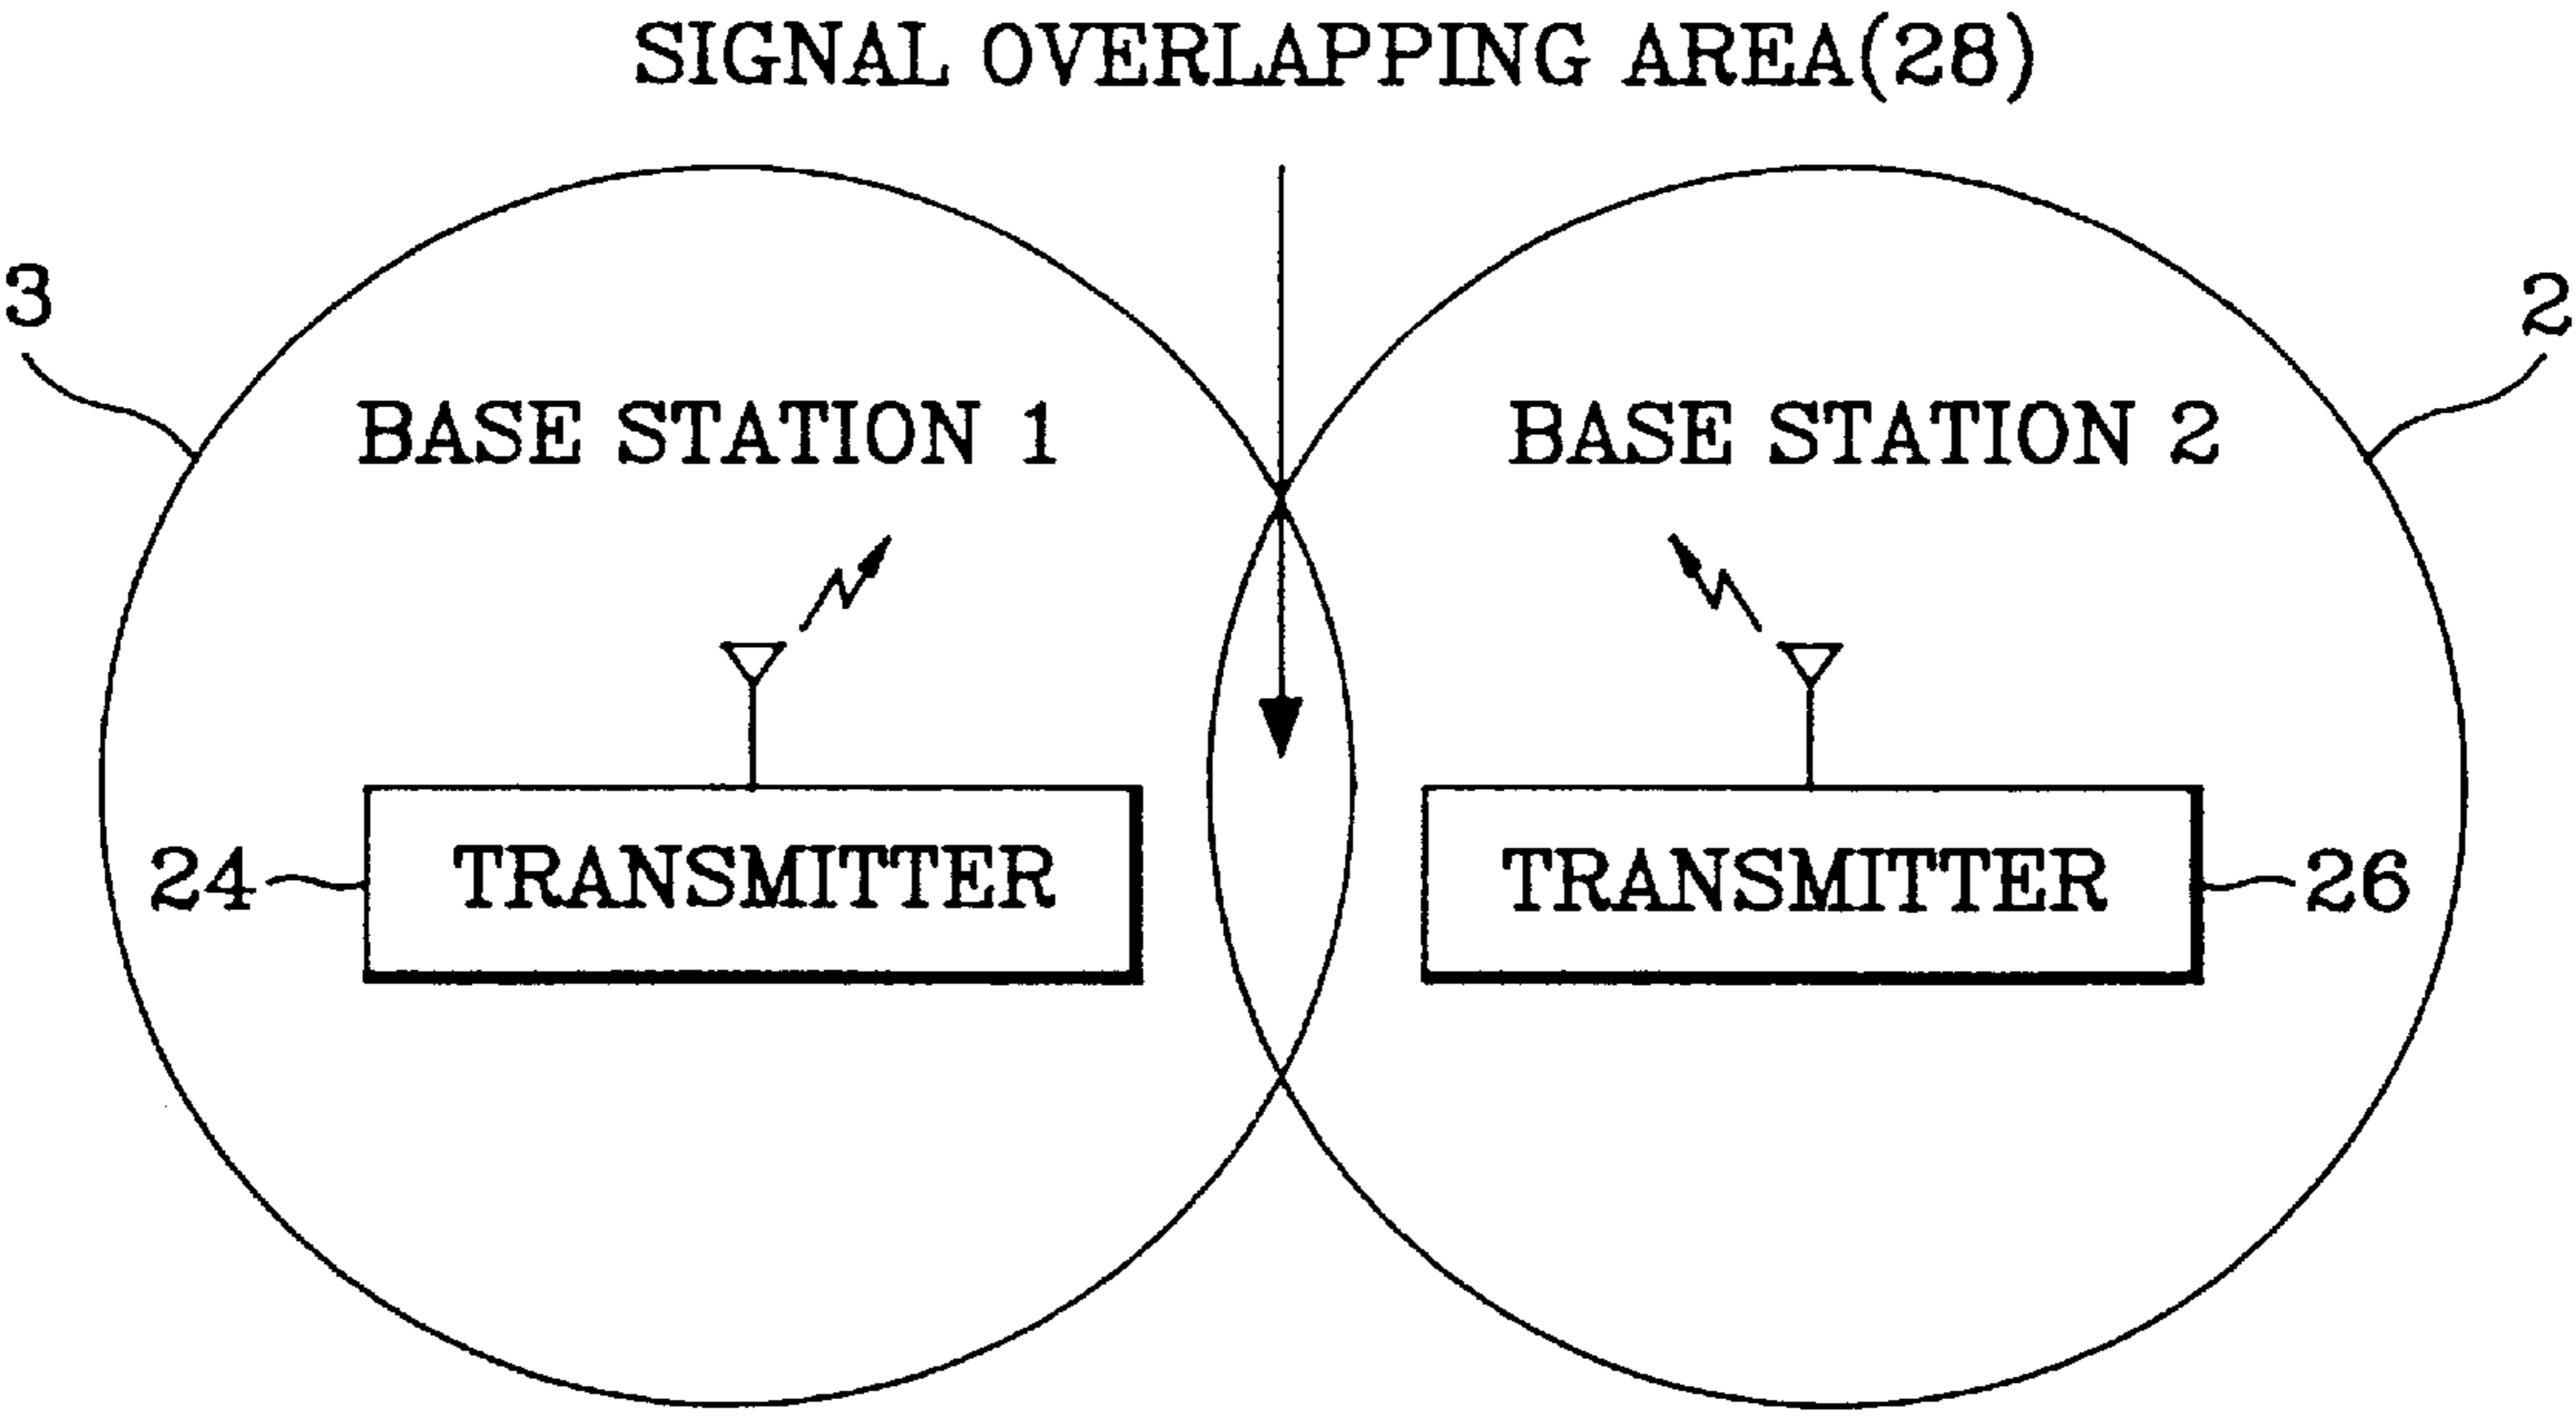 SIGNAL OVERLAPPING AREA(28)
3
2
BASE STATION 1
BASE STATION 2
24
TRANSMITTER
TRANSMITTER
26